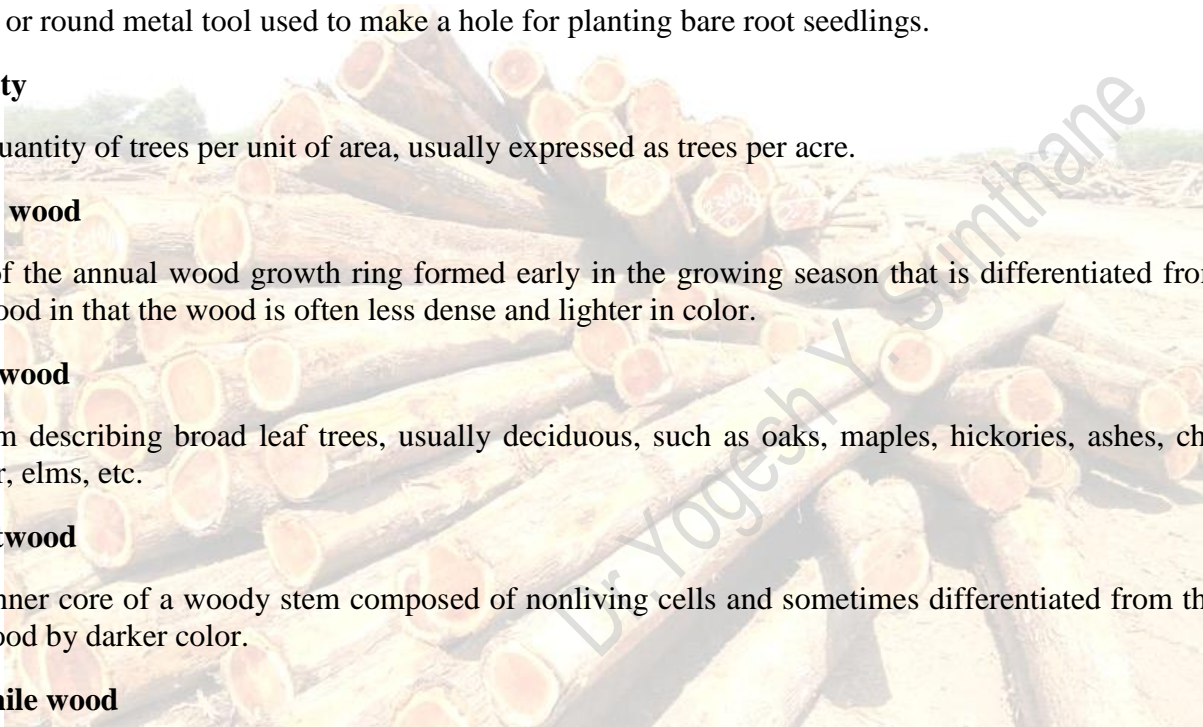 or round metal tool used to make a hole for planting bare root seedlings.
ty
uantity of trees per unit of area, usually expressed as trees per acre.
wood
of the annual wood growth ring formed early in the growing season that is differentiated fro
ood in that the wood is often less dense and lighter in color.
wood
m describing broad leaf trees, usually deciduous, such as oaks, maples, hickories, ashes, ch
r, elms, etc.
twood
nner core of a woody stem composed of nonliving cells and sometimes differentiated from th
ood by darker color.
nile wood
Dr Yogesh Y. Sumthane